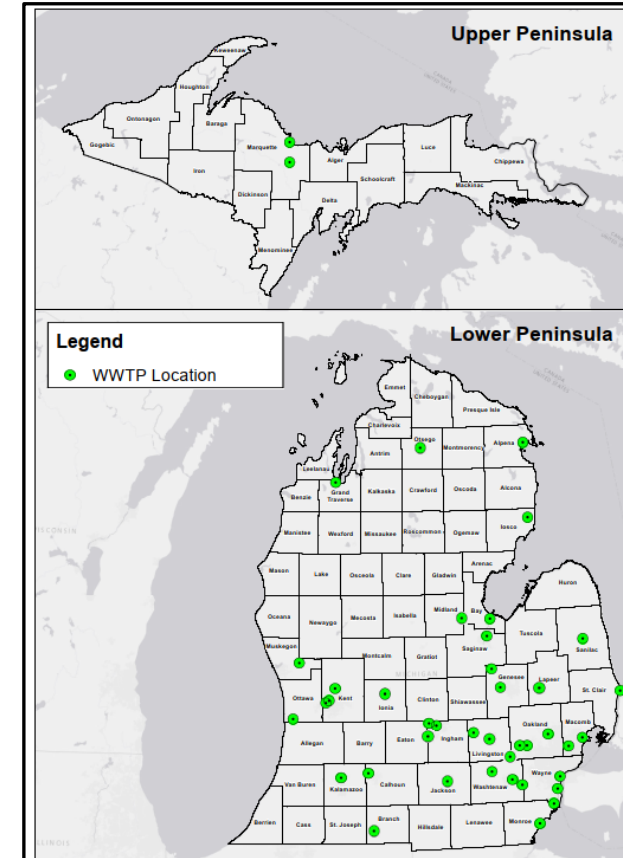 Upper Peninsula
Keweenaw
Houghton
Ontonagon
Baraga
Gogebic
Marquette
Iron
Alger
Luce
Chippewa
Schoolcraft
Mackinac
Dickinson
Delta
Menominee
Lower Peninsula
Legend
WWTP Location
Emmet
Cheboygan
Presque Isle
Charlevoix
Otsego
Antrim
Montmorency
Alpena
Leelanau
Benzie
Grand
Traverse
Kalkaska
Crawford
Oscoda
Alcona
WISCONSIN
Manistee
Wexford
Missaukee
Roscommon
Ogemaw
Iosco
Arenac
Mason
Lake
Osceola
Clare
Gladwin
Huron
Oceana
Newaygo
Mecosta
Isabella
Midland
Bay
Tuscola
Sanilac
Saginaw
Muskegon
Montcalm
Gratiot
MICHIGAN
Genesee
Lapeer
St. Clair
Ottawa
Kent
Ionia
Clinton
Shiawassee
Oakland
Macomb
Allegan
Barry
Eaton
Ingham
Livingston
Van Buren
Kalamazoo
Calhoun
Jackson
Washtenaw
Wayne
Berrien
Cass
St. Joseph
Branch
Hillsdale
Lenawee
Monroe
ILLINOIS